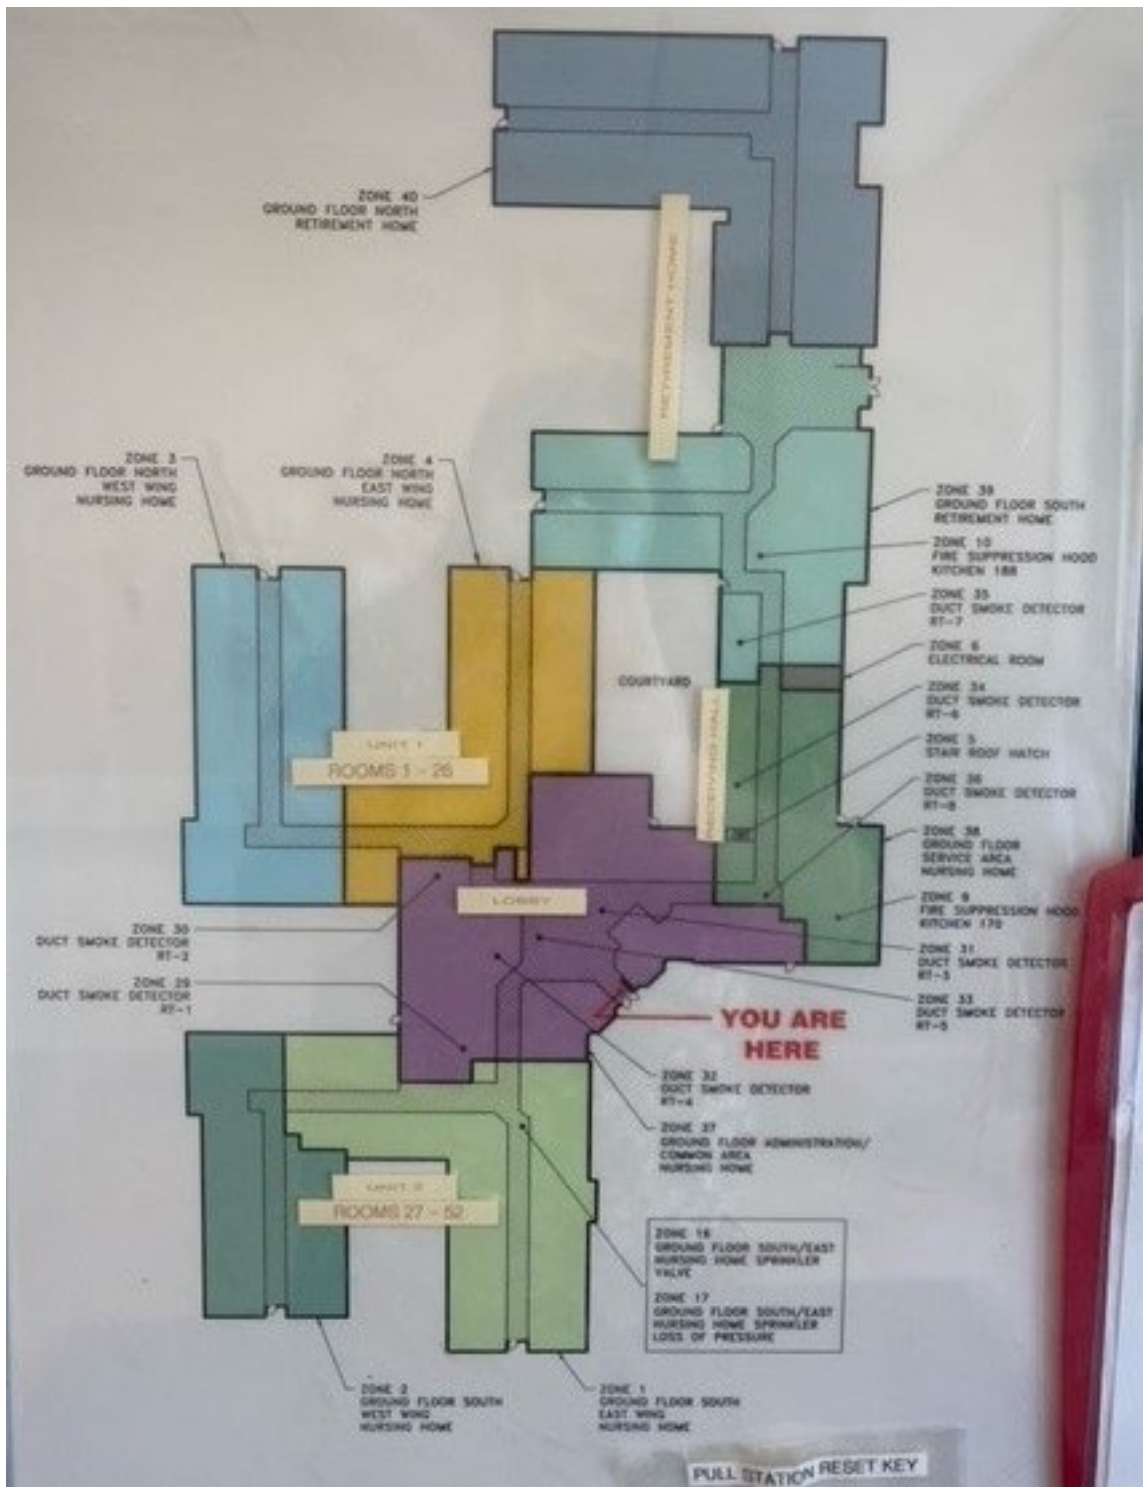 ZONE 40
GROUND FLOOR NORTH
RETIREMENT HOME
RETIREMENT HOME
ZONE 3
GROUND FLOOR NORTH
WEST WING
NURSING HOME
ZONE 4
GROUND FLOOR NORTH
EAST WING
NURSING HOME
ZONE 39
GROUND FLOOR SOUTH
RETIREMENT HOME
ZONE 10
FIRE SUPPRESSION HOOD
KITCHEN 188
ZONE 35
DUCT SMOKE DETECTOR
RT-7
ZONE 6
ELECTRICAL ROOM
COURTYARD
ZONE 34
DUCT SMOKE DETECTOR
RT-6
RECEIVING HALL
ZONE 5
STAIR ROOF HATCH
UNIT 1
ROOMS 1 - 26
ZONE 36
DUCT SMOKE DETECTOR
RT-8
ZONE 38
GROUND FLOOR
SERVICE AREA
NURSING HOME
LOBBY
ZONE 9
FIRE SUPPRESSION HOOD
KITCHEN 170
ZONE 30
DUCT SMOKE DETECTOR
RT-2
ZONE 31
DUCT SMOKE DETECTOR
RT-3
ZONE 29
DUCT SMOKE DETECTOR
RT-1
ZONE 33
DUCT SMOKE DETECTOR
RT-5
YOU ARE
HERE
ZONE 32
DUCT SMOKE DETECTOR
RT-4
ZONE 37
GROUND FLOOR ADMINISTRATION/
COMMON AREA
NURSING HOME
UNIT 2
ROOMS 27 - 52
ZONE 16
GROUND FLOOR SOUTH/EAST
NURSING HOME SPRINKLER
VALVE
ZONE 17
GROUND FLOOR SOUTH/EAST
NURSING HOME SPRINKLER
LOSS OF PRESSURE
ZONE 2
GROUND FLOOR SOUTH
WEST WING
NURSING HOME
ZONE 1
GROUND FLOOR SOUTH
EAST WING
NURSING HOME
PULL STATION RESET KEY